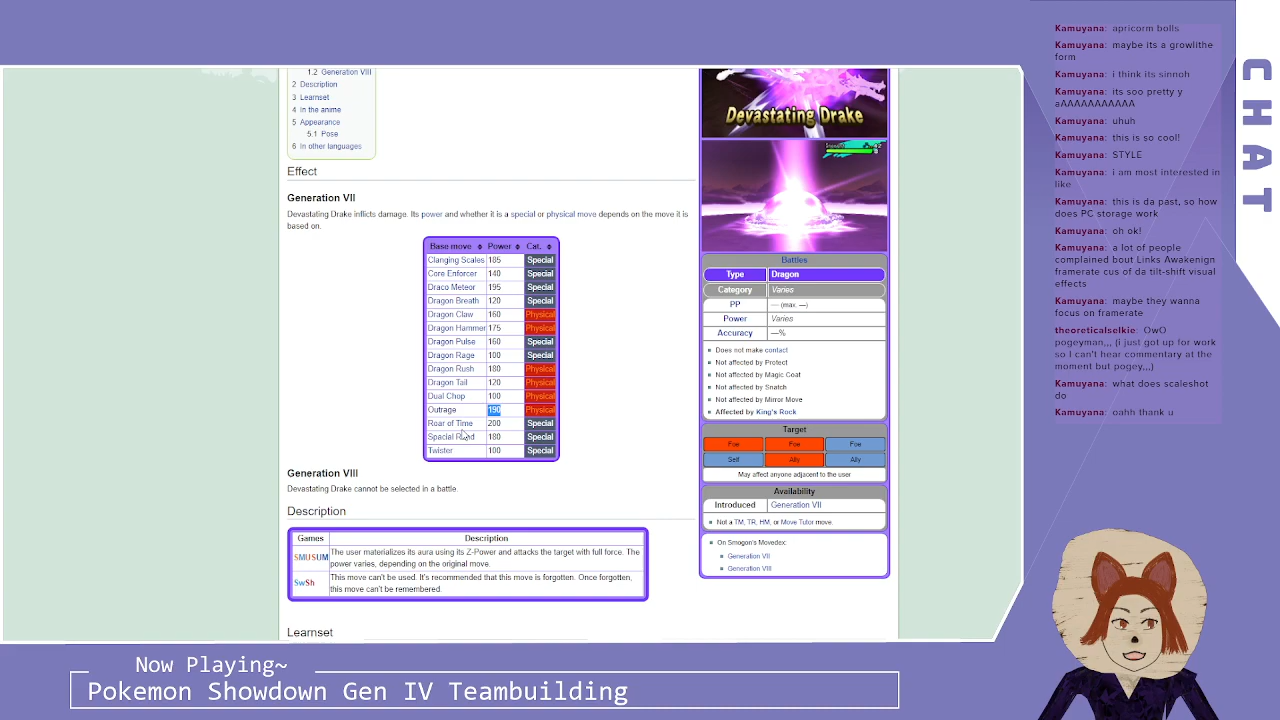 1.2 Generation VIII
2 Description
3 Learnset
4 In the anime
5 Appearance
5.1 Pose
6 In other languages
Effect
Generation VII
Devastating Drake inflicts damage. Its power and whether it is a special or physical move depends on the move it is
based on.
Base move Power Cat.
Clanging Scales 185 Special
Core Enforcer 140 Special
Draco Meteor 195 Special
Dragon Breath 120 Special
Dragon Claw 160 Physical
Dragon Hammer 175 Physical
Dragon Pulse 160 Special
Dragon Rage 100 Special
Dragon Rush 180 Physical
Dragon Tail 120 Physical
Dual Chop 100 Physical
Outrage 190 Physical
Roar of Time 200 Special
Spacial Rend 180 Special
Twister 100 Special
Generation VIII
Devastating Drake cannot be selected in a battle.
Description
Games Description
SMUSUM The user materializes its aura using its Z-Power and attacks the target with full force. The
power varies, depending on the original move.
SwSh This move can't be used. It's recommended that this move is forgotten. Once forgotten,
this move can't be remembered.
Learnset
Devastating Drake
Battles
Type Dragon
Category Varies
PP — (max. —)
Power Varies
Accuracy —%
Does not make contact
Not affected by Protect
Not affected by Magic Coat
Not affected by Snatch
Not affected by Mirror Move
Affected by King's Rock
Target
Foe Foe Foe
Self Ally Ally
May affect anyone adjacent to the user
Availability
Introduced Generation VII
Not a TM, TR, HM, or Move Tutor move.
On Smogon's Movedex:
Generation VII
Generation VIII
Kamuyana: apricorm bolls
Kamuyana: maybe its a growlithe
form
Kamuyana: i think its sinnoh
Kamuyana: its soo pretty y
aAAAAAAAAAAA
Kamuyana: uhuh
Kamuyana: this is so cool!
Kamuyana: STYLE
Kamuyana: i am most interested in
like
Kamuyana: this is da past, so how
does PC storage work
Kamuyana: oh ok!
Kamuyana: a lot of people
complained bout Links Awakenign
framerate cus of da tilt-shift visual
effects
Kamuyana: maybe they wanna
focus on framerate
theoreticalselkie: OwO
pogeyman,,, (i just got up for work
so I can't hear commentary at the
moment but pogey,,,)
Kamuyana: what does scaleshot
do
Kamuyana: oahh thank u
CHAT
Now Playing~
Pokemon Showdown Gen IV Teambuilding